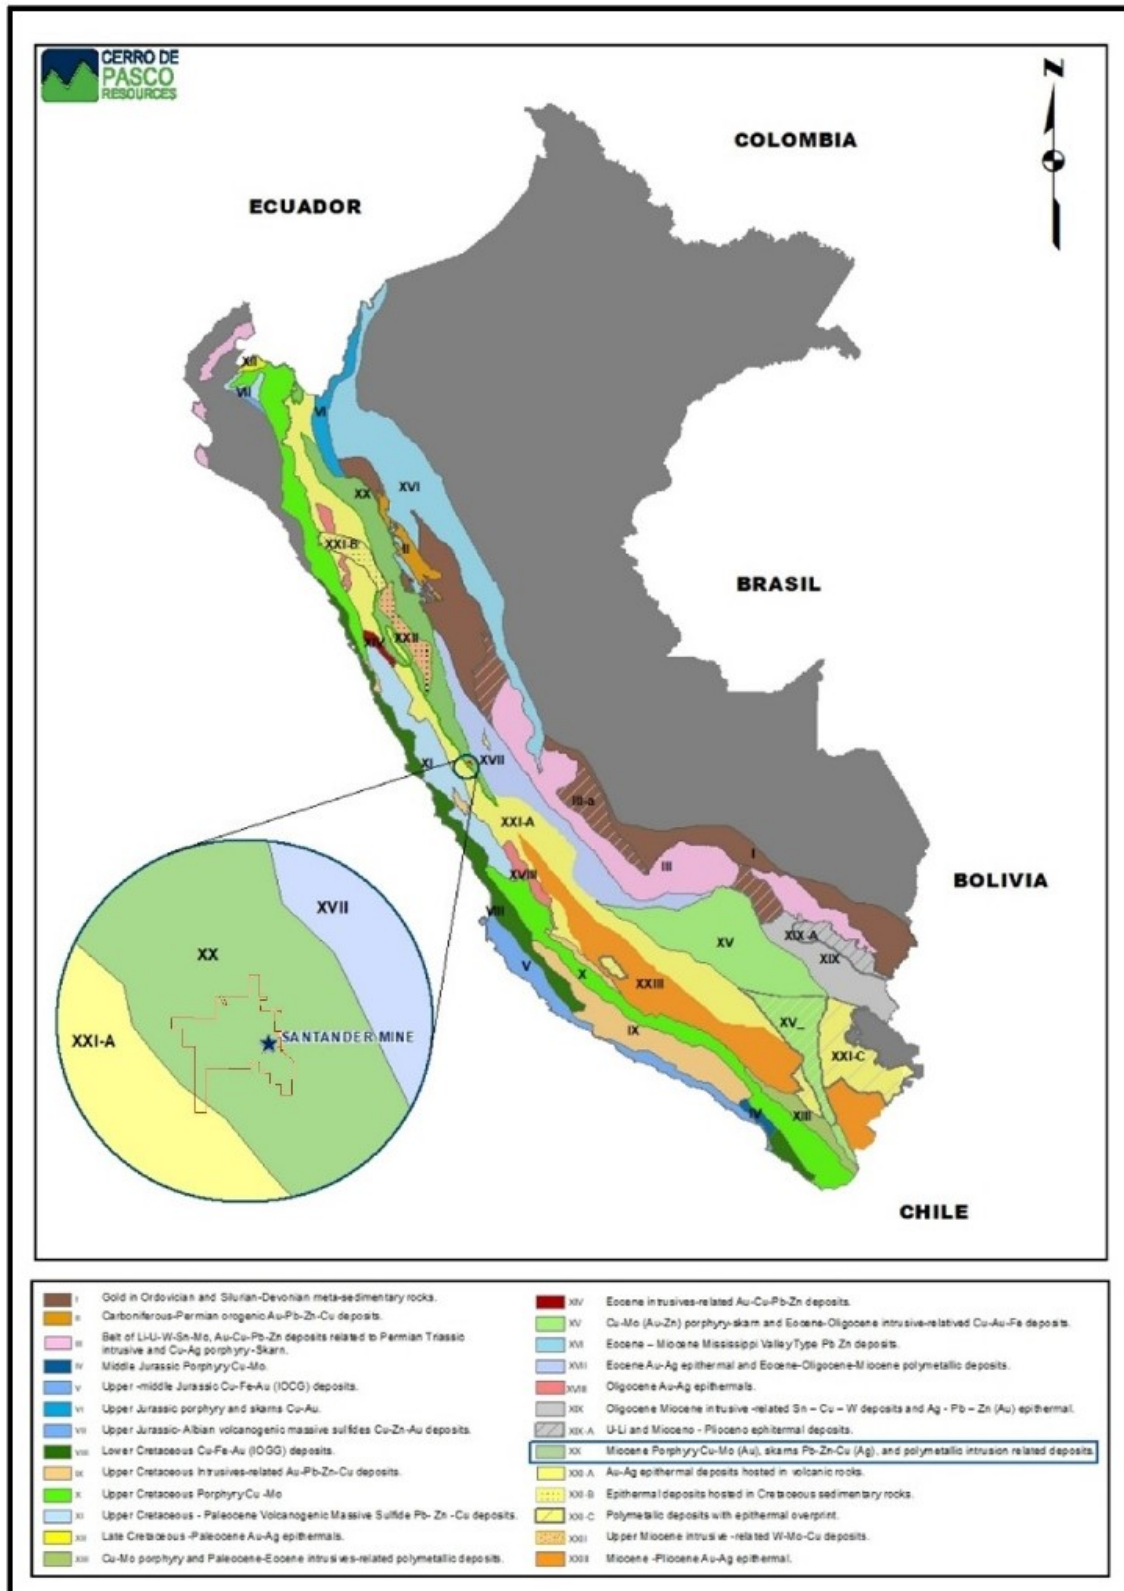 CERRO DE
PASCO
RESOURCES
N
COLOMBIA
ECUADOR
XII
VII
VI
XX
XVI
II
XXI-B
BRASIL
XIV
XXII
XI
XVII
III-a
XXI-A
III
I
BOLIVIA
XVIII
XVII
VIII
XV
XIX-A
XX
XIX
V
X
XXIII
XXI-A
SANTANDER MINE
IX
XV_
XXI-C
IV
XIII
CHILE
I Gold in Ordovician and Silurian-Devonian meta-sedimentary rocks.
II Carboniferous-Permian orogenic Au-Pb-Zn-Cu deposits.
III Belt of Li-U-W-Sn-Mo, Au-Cu-Pb-Zn deposits related to Permian Triassic
intrusive and Cu-Ag porphyry-Skarn.
IV Middle Jurassic Porphyry Cu-Mo.
V Upper -middle Jurassic Cu-Fe-Au (IOCG) deposits.
VI Upper Jurassic porphyry and skarns Cu-Au.
VII Upper Jurassic-Albian volcanogenic massive sulfides Cu-Zn-Au deposits.
VIII Lower Cretaceous Cu-Fe-Au (IOGG) deposits.
IX Upper Cretaceous Intrusives-related Au-Pb-Zn-Cu deposits.
X Upper Cretaceous Porphyry Cu -Mo
XI Upper Cretaceous - Paleocene Volcanogenic Massive Sulfide Pb- Zn -Cu deposits.
XII Late Cretaceous -Paleocene Au-Ag epithermals.
XIII Cu-Mo porphyry and Paleocene-Eocene intrusives-related polymetallic deposits.
XIV Eocene intrusives-related Au-Cu-Pb-Zn deposits.
XV Cu-Mo (Au-Zn) porphyry-skarn and Eocene-Oligocene intrusive-relatived Cu-Au-Fe deposits.
XVI Eocene – Miocene Mississippi Valley Type Pb Zn deposits.
XVII Eocene Au-Ag epithermal and Eocene-Oligocene-Miocene polymetallic deposits.
XVIII Oligocene Au-Ag epithermals.
XIX Oligocene Miocene intrusive -related Sn – Cu – W deposits and Ag - Pb – Zn (Au) epithermal.
XIX-A U-Li and Mioceno - Plioceno ephitermal deposits.
XX Miocene Porphyry Cu-Mo (Au), skarns Pb-Zn-Cu (Ag), and polymetallic intrusion related deposits.
XXI-A Au-Ag epithermal deposits hosted in volcanic rocks.
XXI-B Epithermal deposits hosted in Cretaceous sedimentary rocks.
XXI-C Polymetallic deposits with epithermal overprint.
XXII Upper Miocene intrusive -related W-Mo-Cu deposits.
XXIII Miocene -Pliocene Au-Ag epithermal.